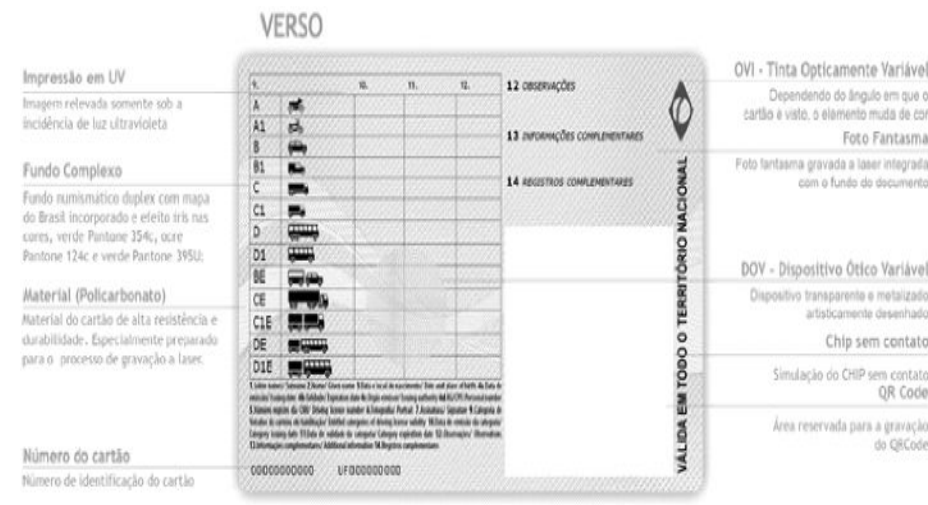 VERSO
Impressão em UV
Imagem relevada somente sob a
incidência de luz ultravioleta
Fundo Complexo
Fundo numismático duplex com mapa
do Brasil incorporado e efeito íris nas
cores, verde Pantone 354c, ocre
Pantone 124c e verde Pantone 395U;
Material (Policarbonato)
Material do cartão de alta resistência e
durabilidade. Especialmente preparado
para o processo de gravação a laser.
Número do cartão
Número de identificação do cartão
9. 10. 11. 12.
A
A1
B
B1
C
C1
D
D1
BE
CE
C1E
DE
D1E
00000000000 UF000000000
12 OBSERVAÇÕES
13 INFORMAÇÕES COMPLEMENTARES
14 REGISTROS COMPLEMENTARES
VÁLIDA EM TODO O TERRITÓRIO NACIONAL
OVI - Tinta Opticamente Variável
Dependendo do ângulo em que o
cartão e visto, o elemento muda de cor
Foto Fantasma
Foto fantasma gravada a laser integrada
com o fundo do documento
DOV - Dispositivo Ótico Variável
Dispositivo transparente e metalizado
artisticamente desenhado
Chip sem contato
Simulação do CHIP sem contato
QR Code
Área reservada para a gravação
do QRCode